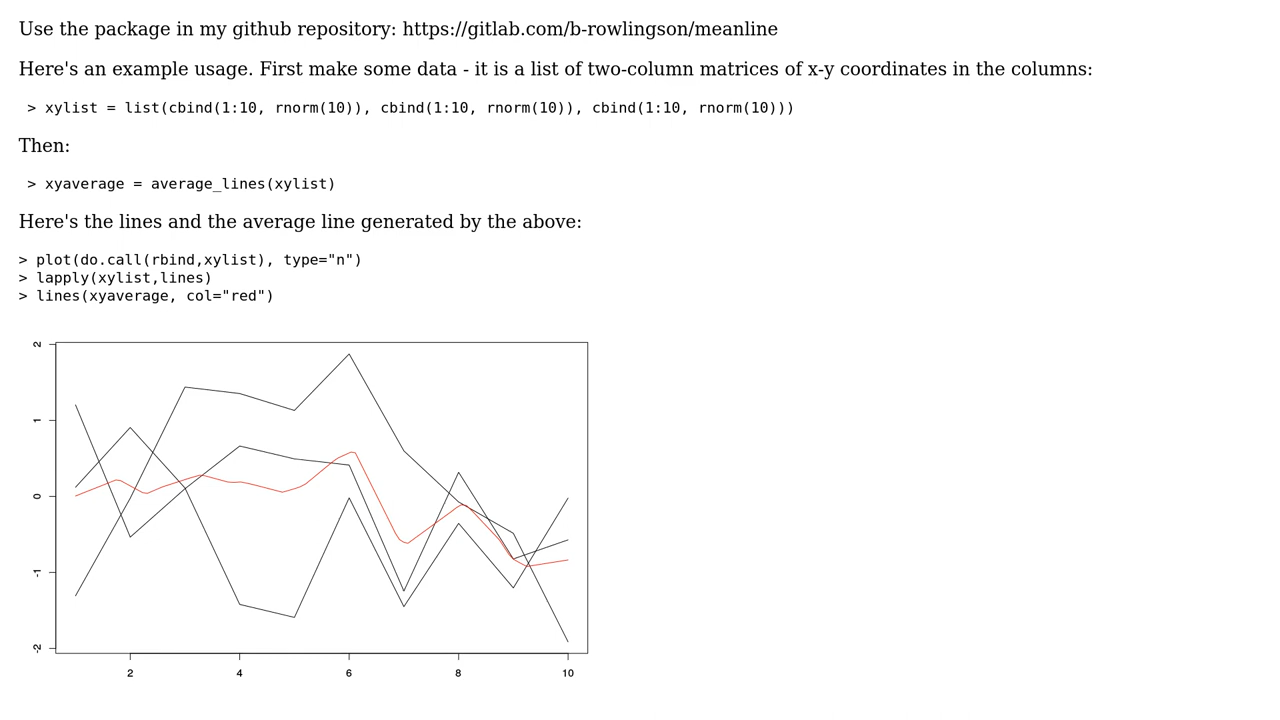 Use the package in my github repository: https://gitlab.com/b-rowlingson/meanline
Here's an example usage. First make some data - it is a list of two-column matrices of x-y coordinates in the columns:
> xylist = list(cbind(1:10, rnorm(10)), cbind(1:10, rnorm(10)), cbind(1:10, rnorm(10)))
Then:
> xyaverage = average_lines(xylist)
Here's the lines and the average line generated by the above:
> plot(do.call(rbind,xylist), type="n")
> lapply(xylist,lines)
> lines(xyaverage, col="red")
2
1
0
-1
-2
2 4 6 8 10